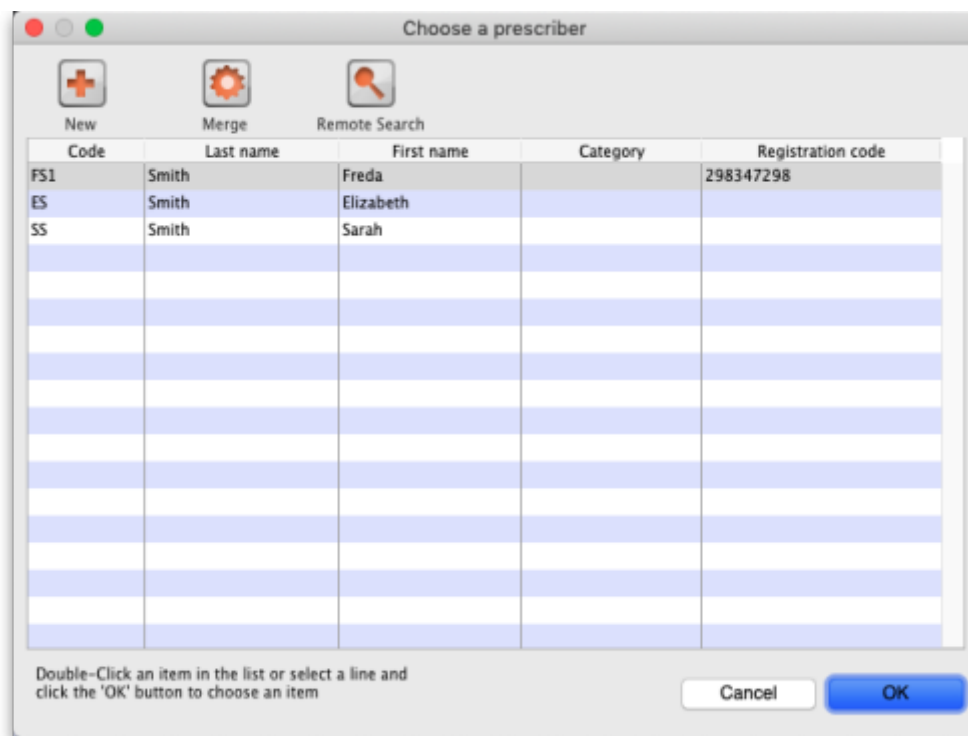 Choose a prescriber
New Merge Remote Search
Code Last name First name Category Registration code
FS1 Smith Freda 298347298
ES Smith Elizabeth
SS Smith Sarah
Double-Click an item in the list or select a line and
click the 'OK' button to choose an item
Cancel OK